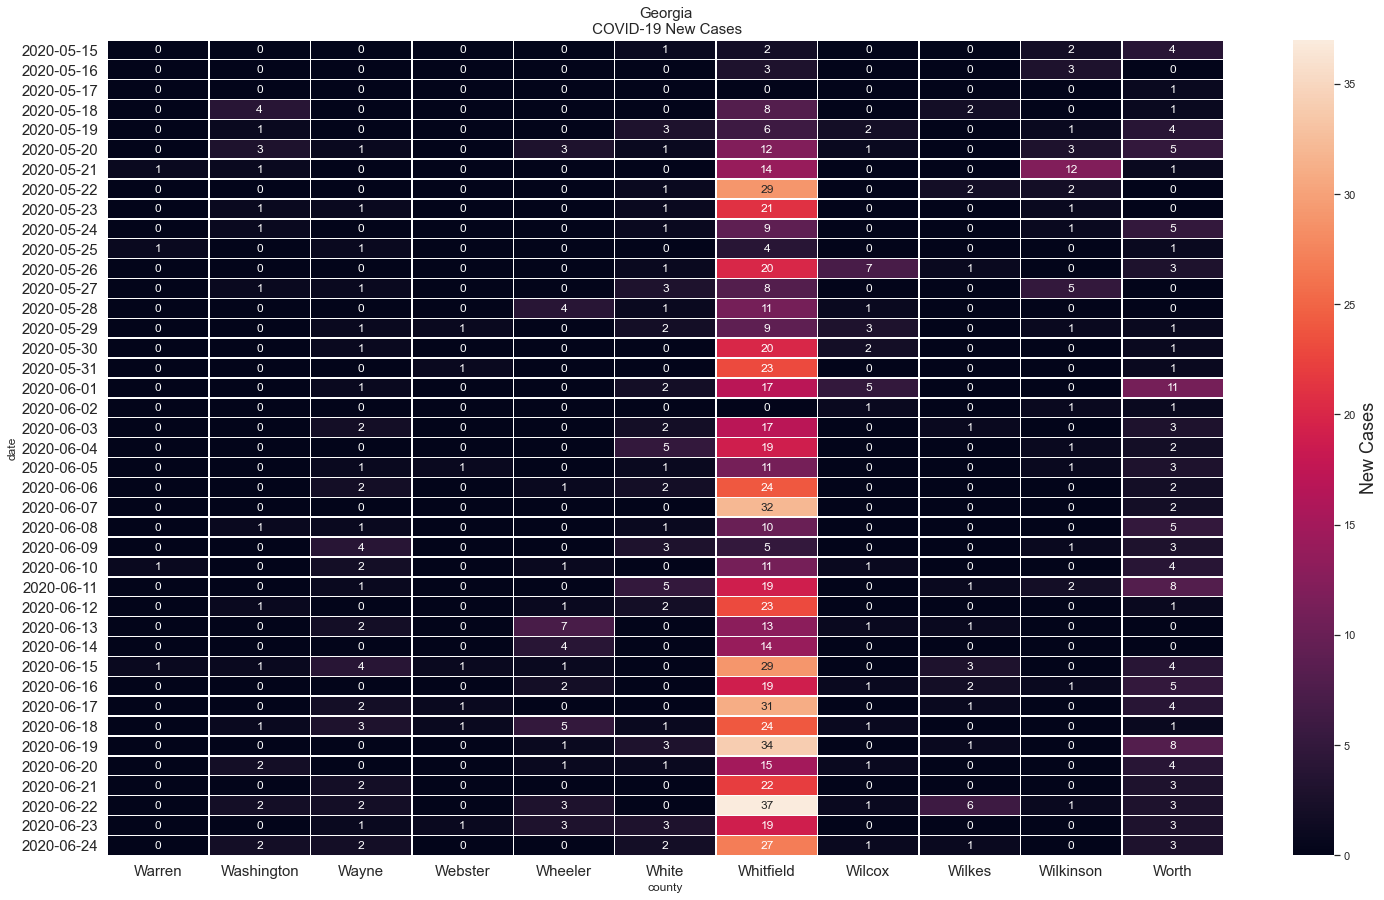 Georgia
COVID-19 New Cases
2020-05-15 0 0 0 0 0 1 2 0 0 2 4
2020-05-16 0 0 0 0 0 0 3 0 0 3 0
2020-05-17 0 0 0 0 0 0 0 0 0 0 1
2020-05-18 0 4 0 0 0 0 8 0 2 0 1
2020-05-19 0 1 0 0 0 3 6 2 0 1 4
2020-05-20 0 3 1 0 3 1 12 1 0 3 5
2020-05-21 1 1 0 0 0 0 14 0 0 12 1
2020-05-22 0 0 0 0 0 1 29 0 2 2 0
2020-05-23 0 1 1 0 0 1 21 0 0 1 0
2020-05-24 0 1 0 0 0 1 9 0 0 1 5
2020-05-25 1 0 1 0 0 0 4 0 0 0 1
2020-05-26 0 0 0 0 0 1 20 7 1 0 3
2020-05-27 0 1 1 0 0 3 8 0 0 5 0
2020-05-28 0 0 0 0 4 1 11 1 0 0 0
2020-05-29 0 0 1 1 0 2 9 3 0 1 1
2020-05-30 0 0 1 0 0 0 20 2 0 0 1
2020-05-31 0 0 0 1 0 0 23 0 0 0 1
2020-06-01 0 0 1 0 0 2 17 5 0 0 11
2020-06-02 0 0 0 0 0 0 0 1 0 1 1
2020-06-03 0 0 2 0 0 2 17 0 1 0 3
2020-06-04 0 0 0 0 0 5 19 0 0 1 2
2020-06-05 0 0 1 1 0 1 11 0 0 1 3
2020-06-06 0 0 2 0 1 2 24 0 0 0 2
2020-06-07 0 0 0 0 0 0 32 0 0 0 2
2020-06-08 0 1 1 0 0 1 10 0 0 0 5
2020-06-09 0 0 4 0 0 3 5 0 0 1 3
2020-06-10 1 0 2 0 1 0 11 1 0 0 4
2020-06-11 0 0 1 0 0 5 19 0 1 2 8
2020-06-12 0 1 0 0 1 2 23 0 0 0 1
2020-06-13 0 0 2 0 7 0 13 1 1 0 0
2020-06-14 0 0 0 0 4 0 14 0 0 0 0
2020-06-15 1 1 4 1 1 0 29 0 3 0 4
2020-06-16 0 0 0 0 2 0 19 1 2 1 5
2020-06-17 0 0 2 1 0 0 31 0 1 0 4
2020-06-18 0 1 3 1 5 1 24 1 0 0 1
2020-06-19 0 0 0 0 1 3 34 0 1 0 8
2020-06-20 0 2 0 0 1 1 15 1 0 0 4
2020-06-21 0 0 2 0 0 0 22 0 0 0 3
2020-06-22 0 2 2 0 3 0 37 1 6 1 3
2020-06-23 0 0 1 1 3 3 19 0 0 0 3
2020-06-24 0 2 2 0 0 2 27 1 1 0 3
Warren Washington Wayne Webster Wheeler White Whitfield Wilcox Wilkes Wilkinson Worth
county
date
35
30
25
20
15
10
5
0
New Cases